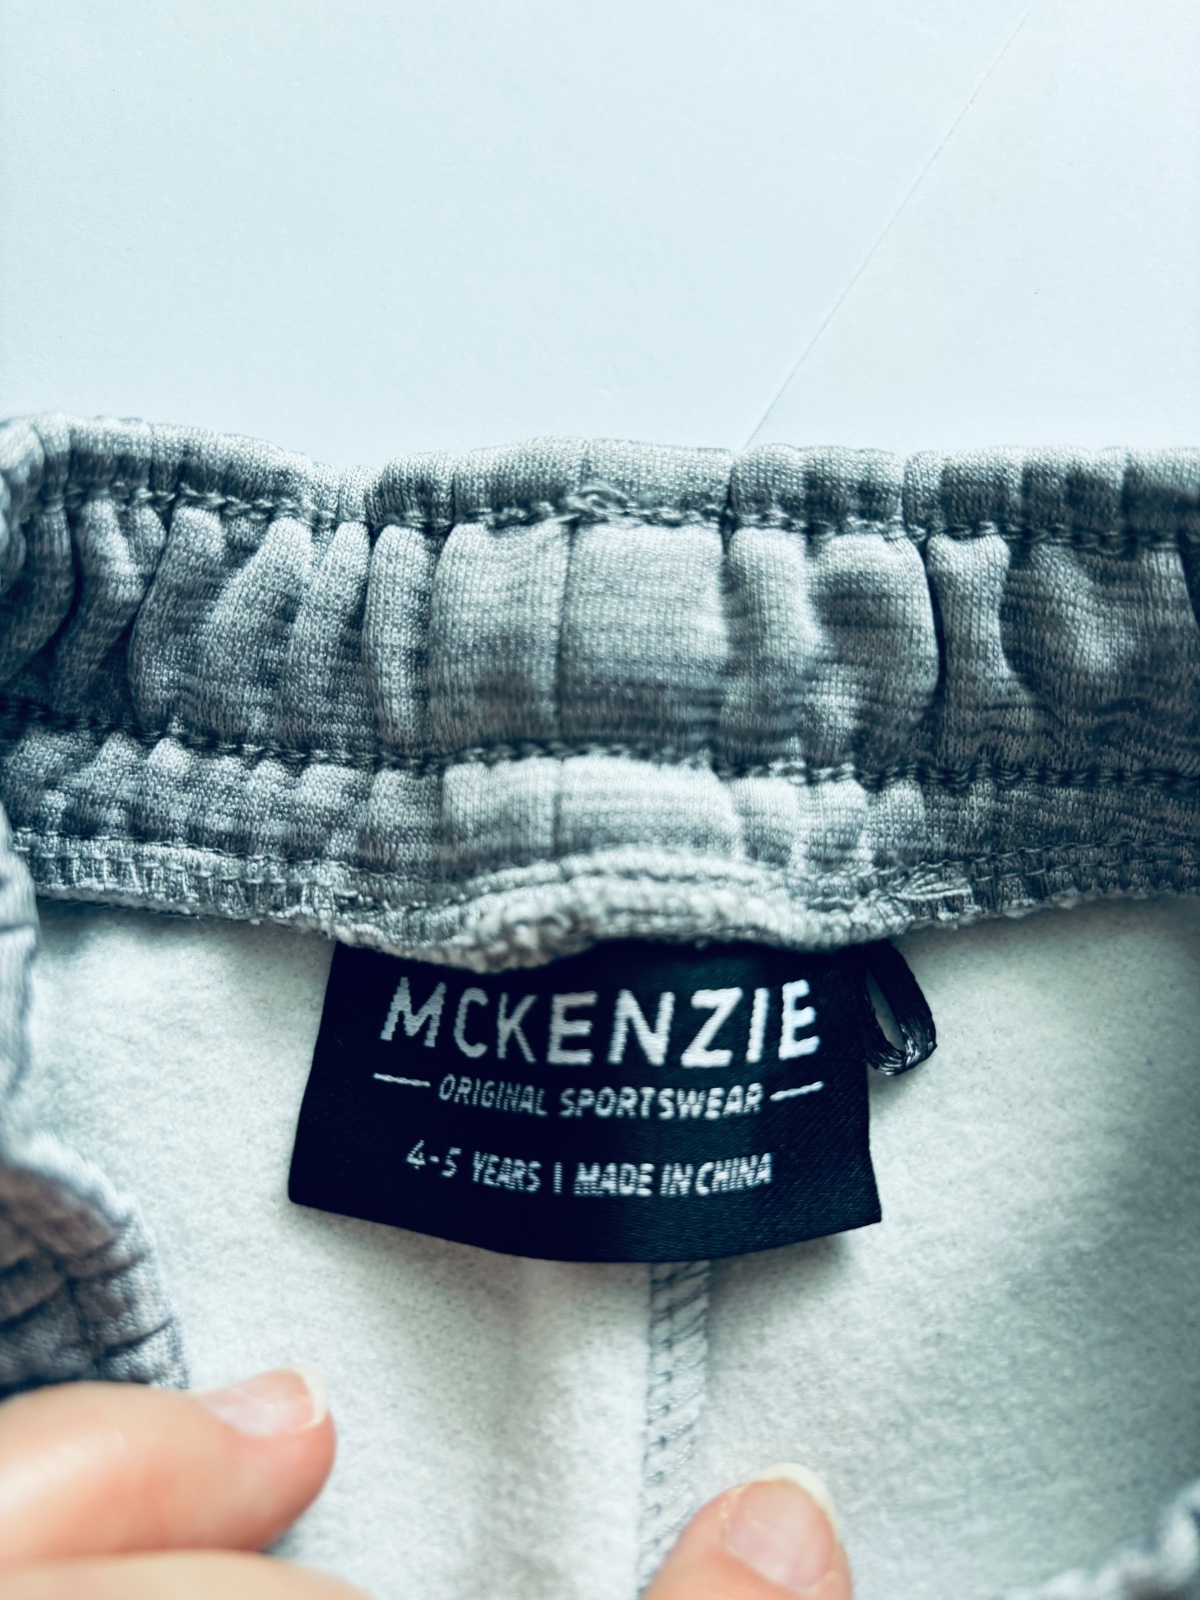 MCKENZIE
ORIGINAL SPORTSWEAR
4-5 YEARS | MADE IN CHINA